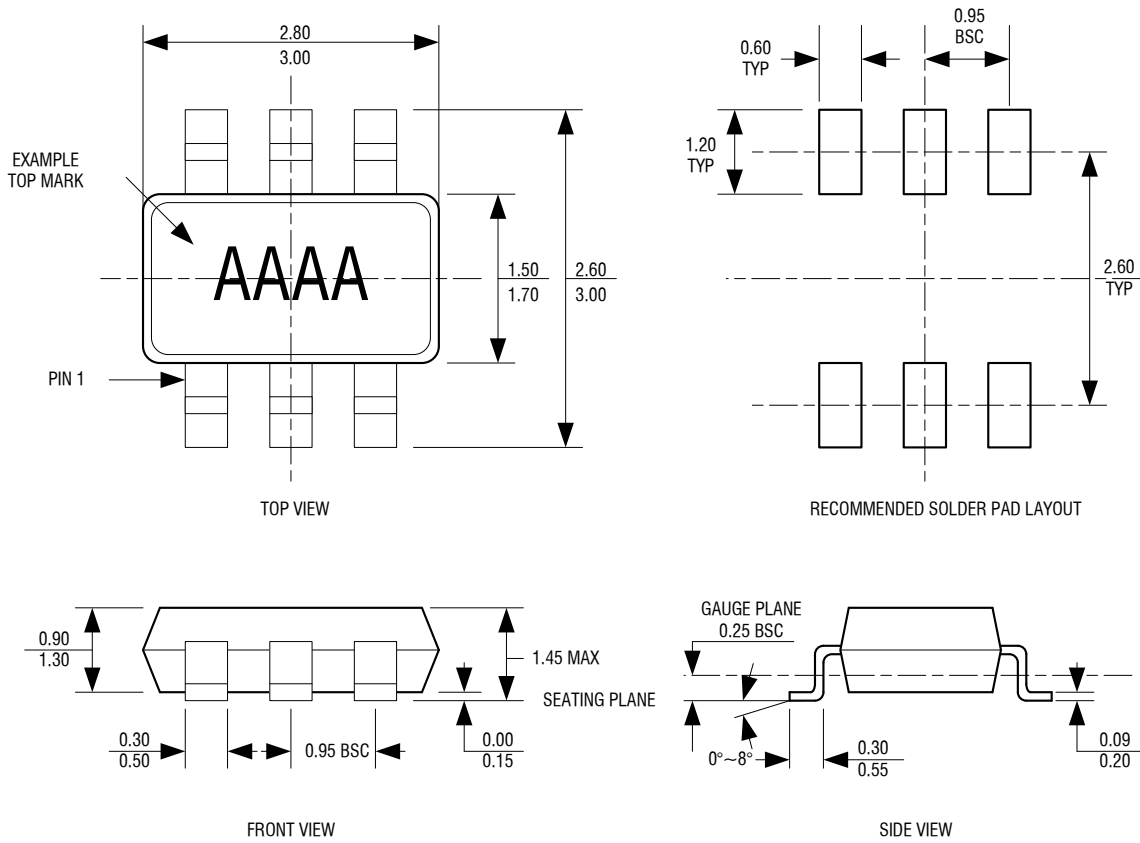 2.80
3.00
EXAMPLE
TOP MARK
AAAA
1.50
1.70
2.60
3.00
PIN 1
TOP VIEW
0.60
TYP
0.95
BSC
1.20
TYP
2.60
TYP
RECOMMENDED SOLDER PAD LAYOUT
0.90
1.30
1.45 MAX
SEATING PLANE
0.30
0.50
0.95 BSC
0.00
0.15
FRONT VIEW
GAUGE PLANE
0.25 BSC
0°~8°
0.30
0.55
0.09
0.20
SIDE VIEW